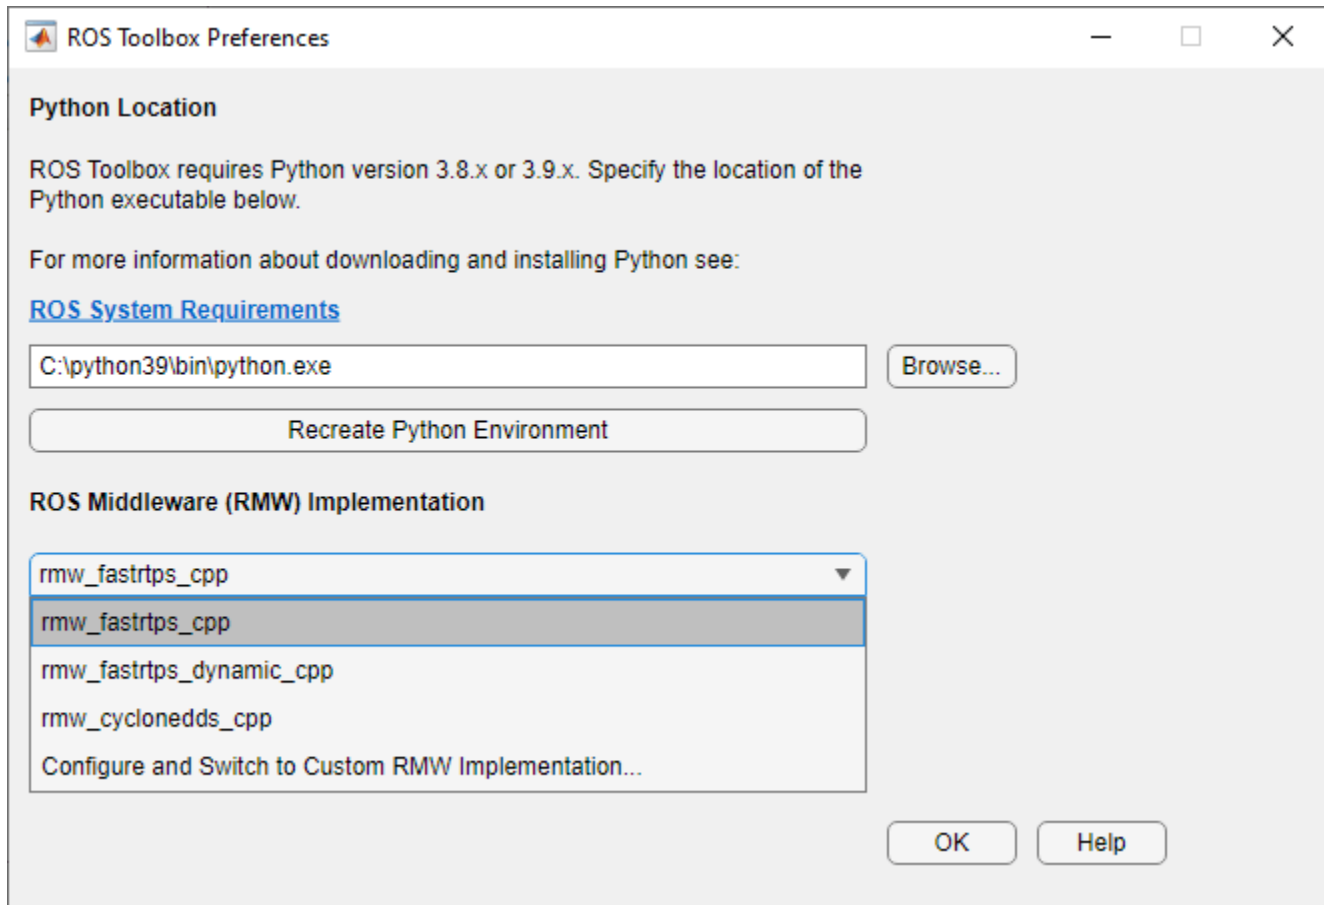 ROS Toolbox Preferences
Python Location
ROS Toolbox requires Python version 3.8.x or 3.9.x. Specify the location of the
Python executable below.
For more information about downloading and installing Python see:
ROS System Requirements
C:\python39\bin\python.exe
Browse...
Recreate Python Environment
ROS Middleware (RMW) Implementation
rmw_fastrtps_cpp
rmw_fastrtps_cpp
rmw_fastrtps_dynamic_cpp
rmw_cyclonedds_cpp
Configure and Switch to Custom RMW Implementation...
OK
Help